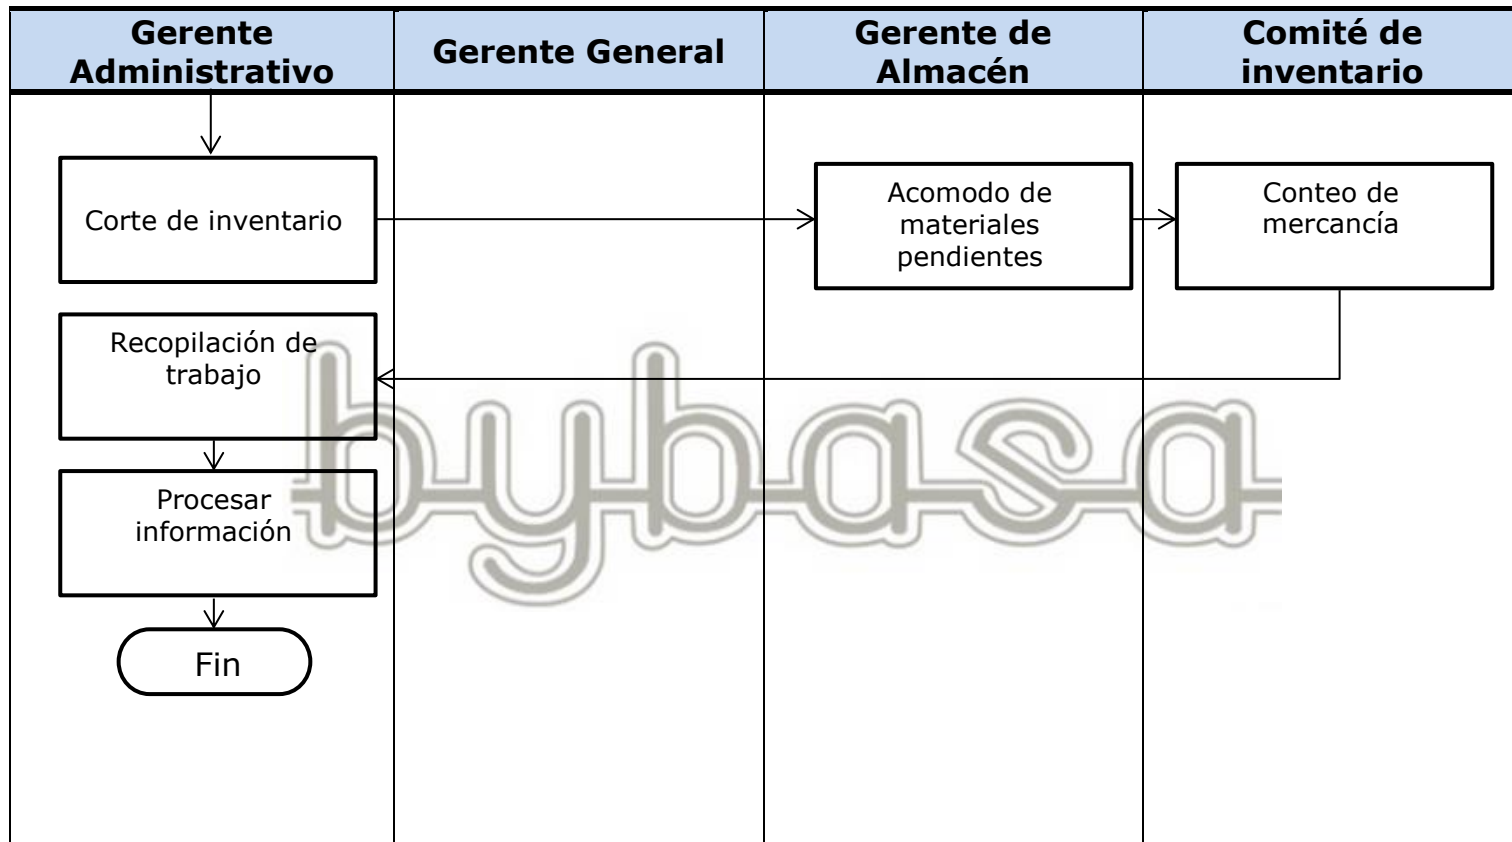 Gerente
Administrativo
Gerente General
Gerente de
Almacén
Comité de
inventario
Corte de inventario
Acomodo de
materiales
pendientes
Conteo de
mercancía
Recopilación de
trabajo
Procesar
información
Fin
bybasa